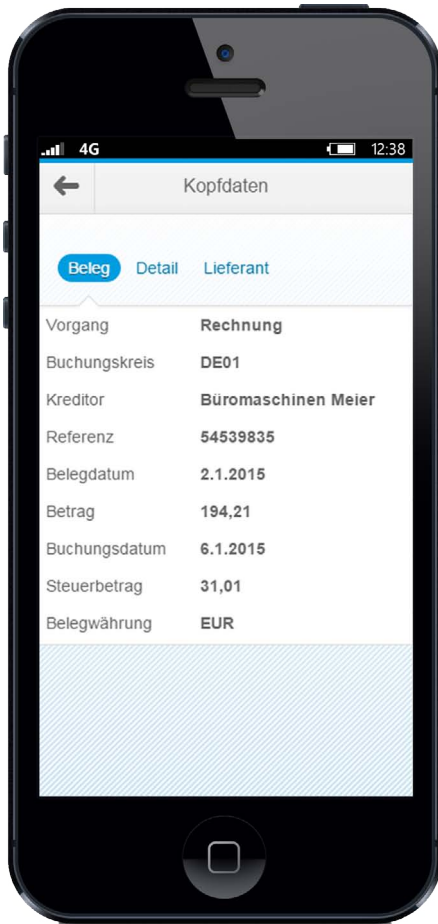 4G 12:38
Kopfdaten
Beleg Detail Lieferant
Vorgang Rechnung
Buchungskreis DE01
Kreditor Büromaschinen Meier
Referenz 54539835
Belegdatum 2.1.2015
Betrag 194,21
Buchungsdatum 6.1.2015
Steuerbetrag 31,01
Belegwährung EUR